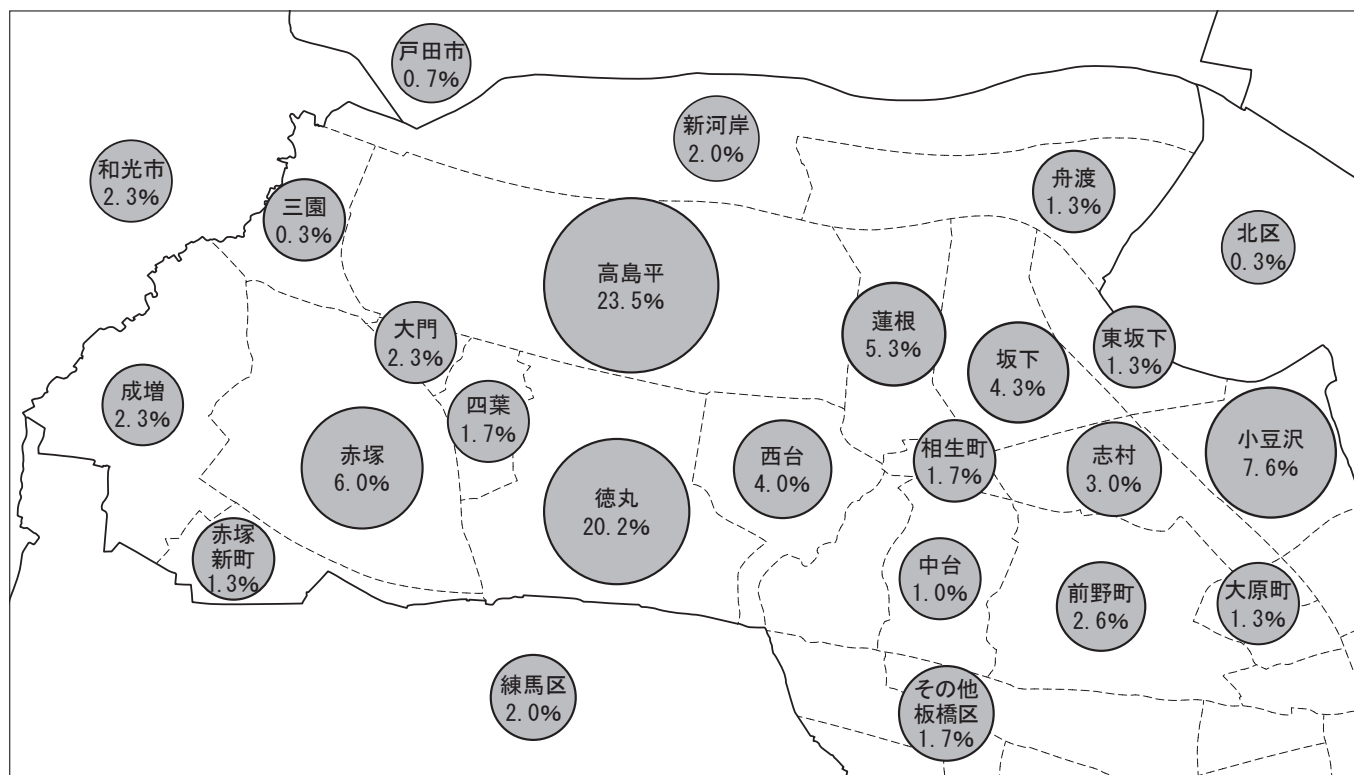 戸田市
0.7%
新河岸
2.0%
和光市
2.3%
舟渡
1.3%
三園
0.3%
北区
0.3%
高島平
23.5%
蓮根
5.3%
大門
2.3%
東坂下
1.3%
坂下
4.3%
成増
2.3%
四葉
1.7%
小豆沢
7.6%
赤塚
6.0%
西台
4.0%
相生町
1.7%
志村
3.0%
徳丸
20.2%
赤塚
新町
1.3%
中台
1.0%
前野町
2.6%
大原町
1.3%
練馬区
2.0%
その他
板橋区
1.7%